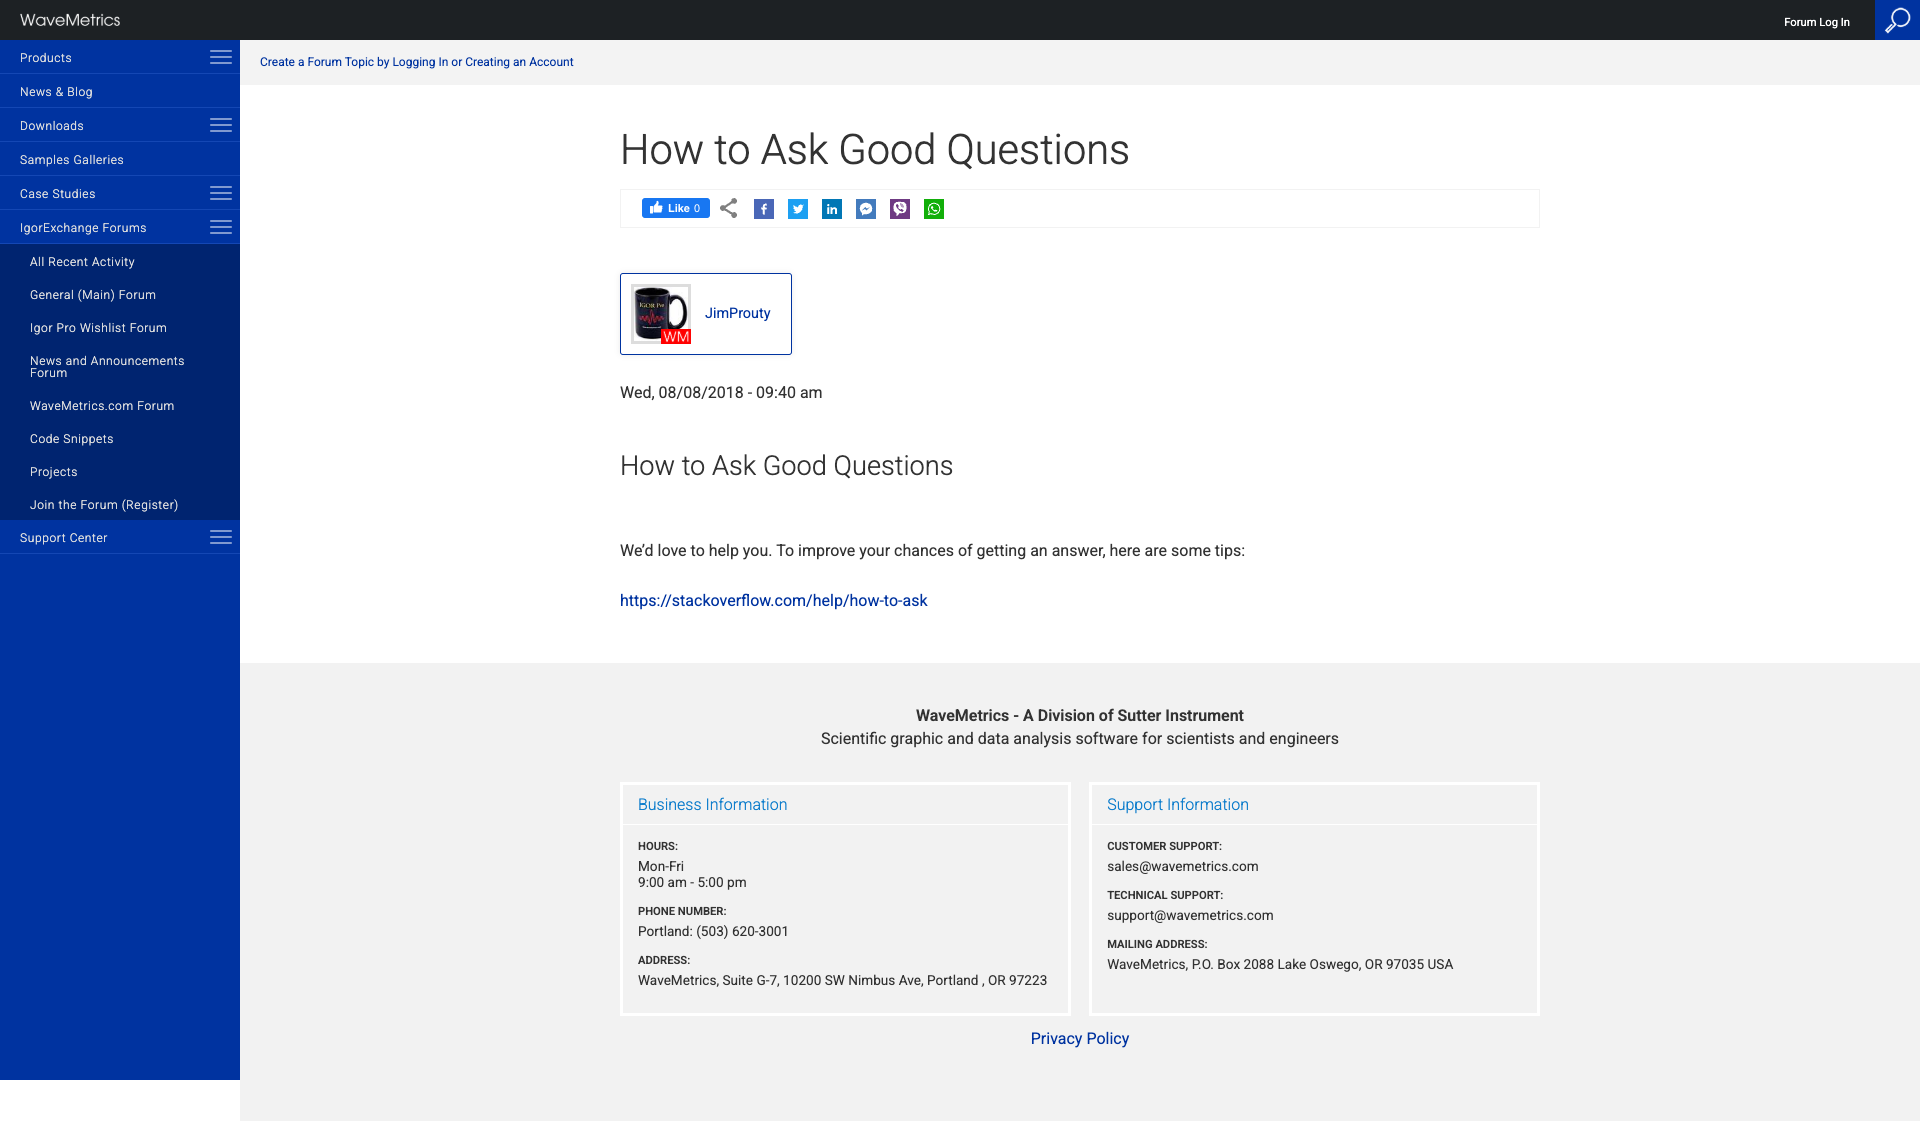 WaveMetrics
Forum Log In
Products
News & Blog
Downloads
Samples Galleries
Case Studies
IgorExchange Forums
All Recent Activity
General (Main) Forum
Igor Pro Wishlist Forum
News and Announcements
Forum
WaveMetrics.com Forum
Code Snippets
Projects
Join the Forum (Register)
Support Center
Create a Forum Topic by Logging In or Creating an Account
How to Ask Good Questions
Like 0
IGOR Pro
WM
JimProuty
Wed, 08/08/2018 - 09:40 am
How to Ask Good Questions
We’d love to help you. To improve your chances of getting an answer, here are some tips:
https://stackoverflow.com/help/how-to-ask
WaveMetrics - A Division of Sutter Instrument
Scientific graphic and data analysis software for scientists and engineers
Business Information
HOURS:
Mon-Fri
9:00 am - 5:00 pm
PHONE NUMBER:
Portland: (503) 620-3001
ADDRESS:
WaveMetrics, Suite G-7, 10200 SW Nimbus Ave, Portland , OR 97223
Support Information
CUSTOMER SUPPORT:
sales@wavemetrics.com
TECHNICAL SUPPORT:
support@wavemetrics.com
MAILING ADDRESS:
WaveMetrics, P.O. Box 2088 Lake Oswego, OR 97035 USA
Privacy Policy